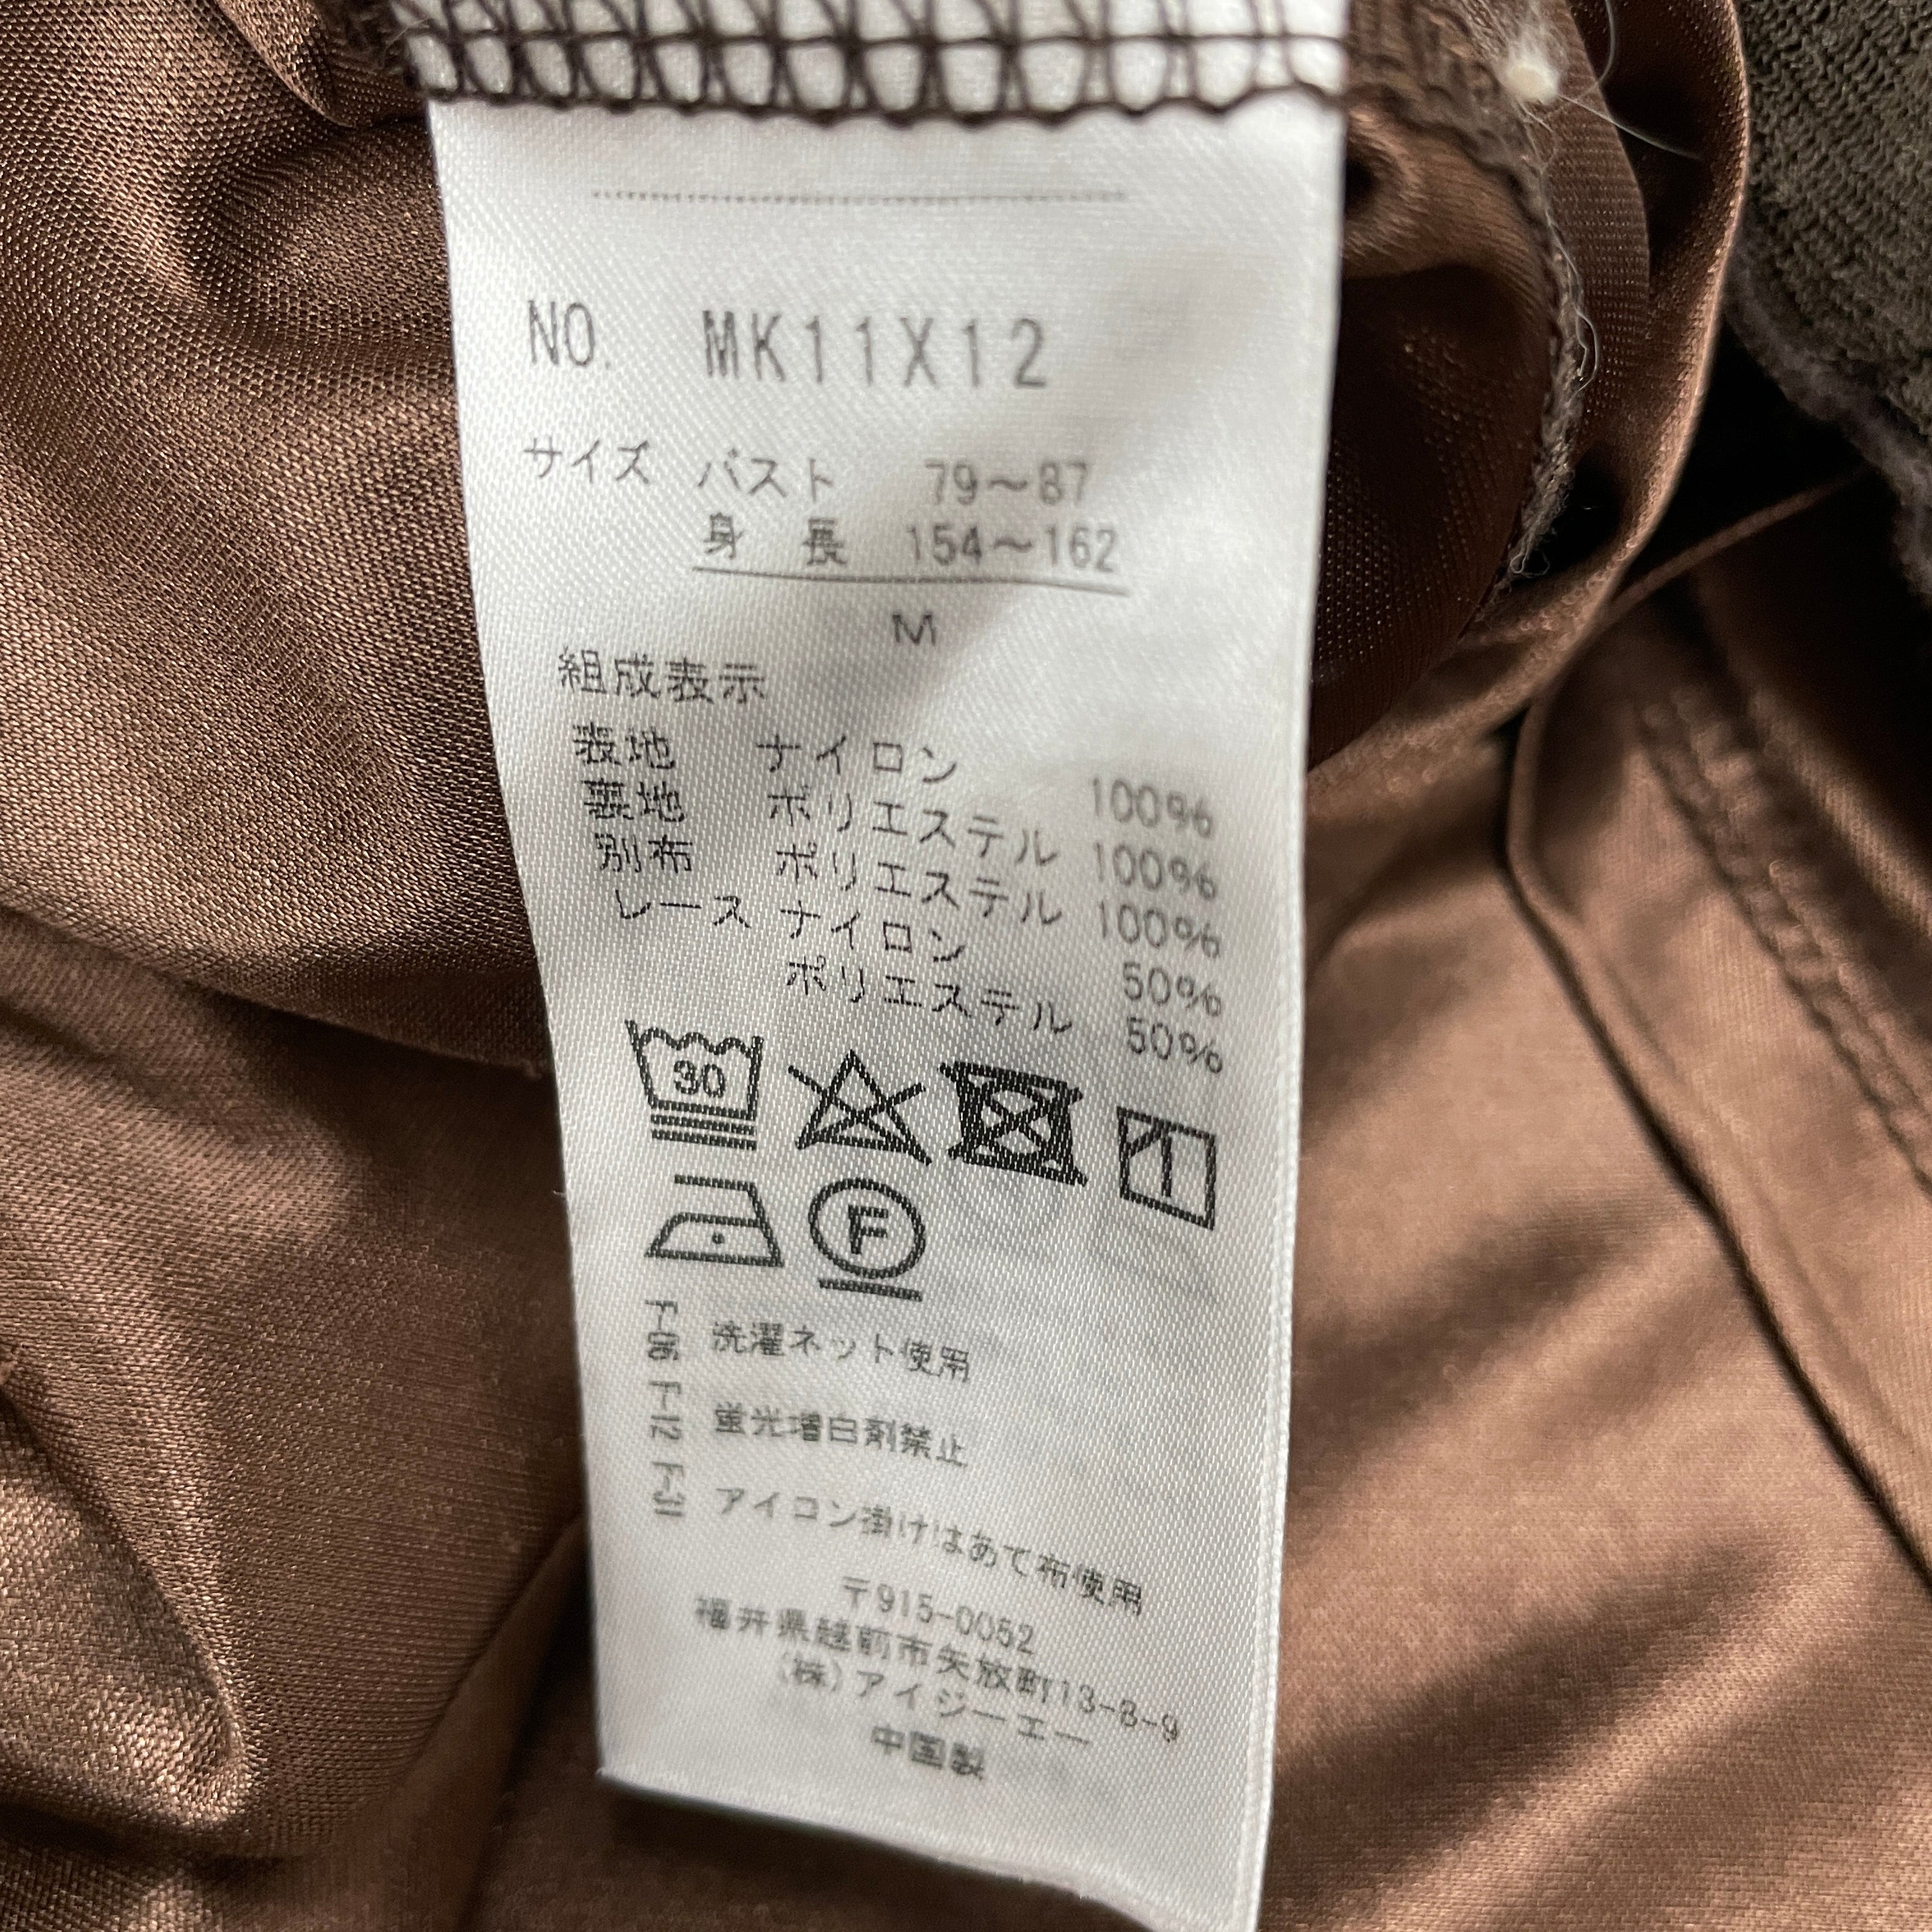 NO. MK11X12
サイズ バスト 79〜87
身長 154〜162
M
組成表示
表地 ナイロン 100%
裏地 ポリエステル 100%
別布 ポリエステル 100%
レース ナイロン 50%
ポリエステル 50%
30
F
F-06 洗濯ネット使用
F-12 蛍光増白剤禁止
F-31 アイロン掛けはあて布使用
〒915-0052
福井県越前市矢放町13-8-9
(株)アイジーエー
中国製